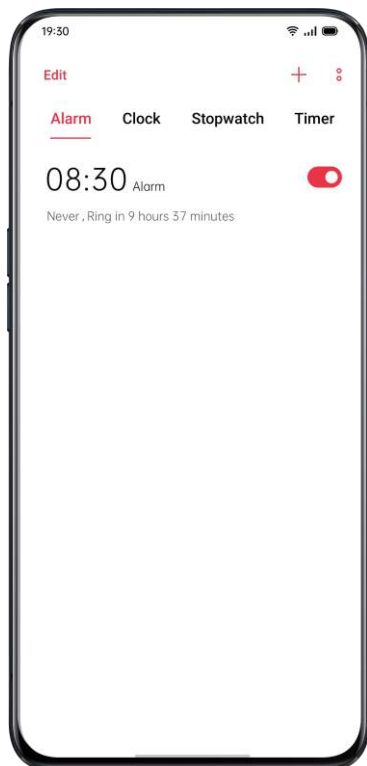 19:30
Edit
Alarm Clock Stopwatch Timer
08:30 Alarm
Never , Ring in 9 hours 37 minutes